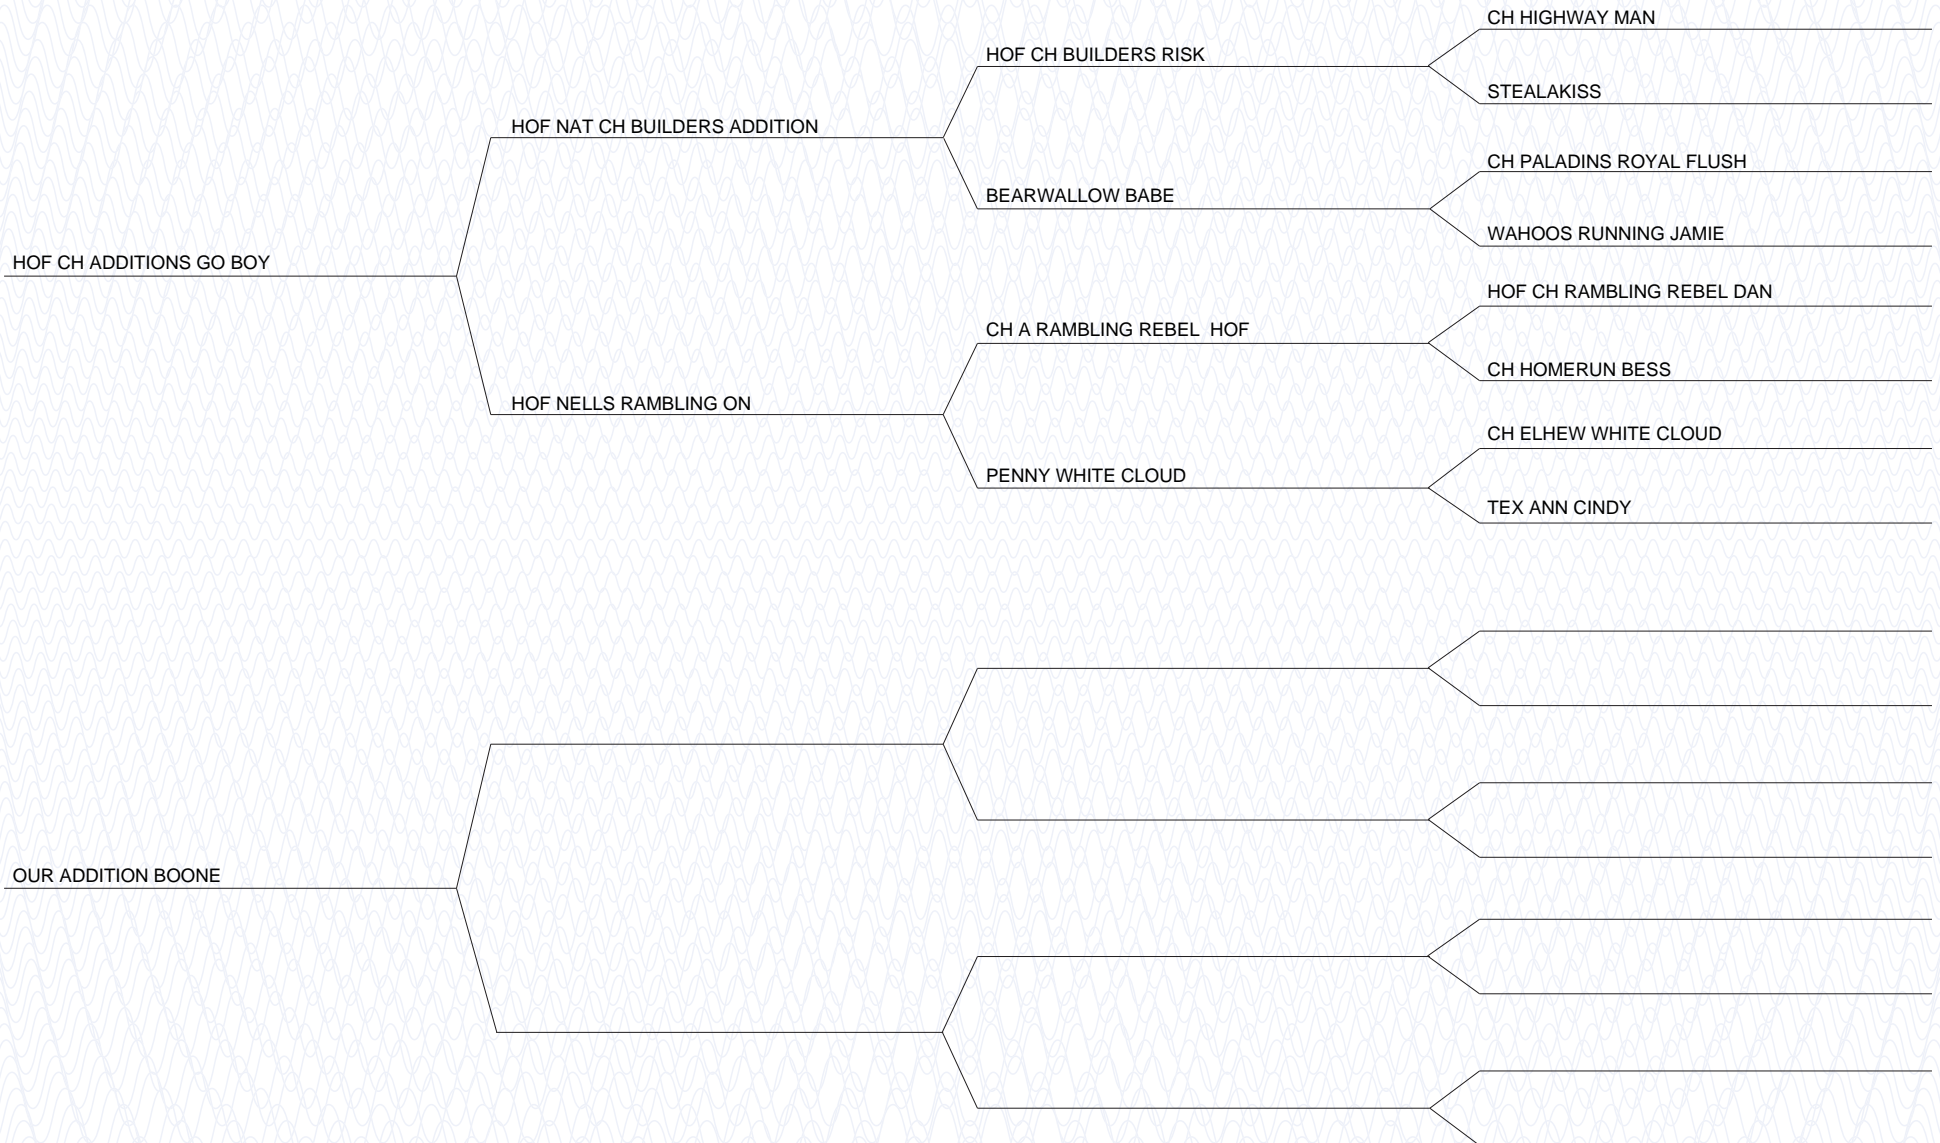 CH HIGHWAY MAN
HOF CH BUILDERS RISK
STEALAKISS
HOF NAT CH BUILDERS ADDITION
CH PALADINS ROYAL FLUSH
BEARWALLOW BABE
WAHOOS RUNNING JAMIE
HOF CH ADDITIONS GO BOY
HOF CH RAMBLING REBEL DAN
CH A RAMBLING REBEL  HOF
CH HOMERUN BESS
HOF NELLS RAMBLING ON
CH ELHEW WHITE CLOUD
PENNY WHITE CLOUD
TEX ANN CINDY
OUR ADDITION BOONE